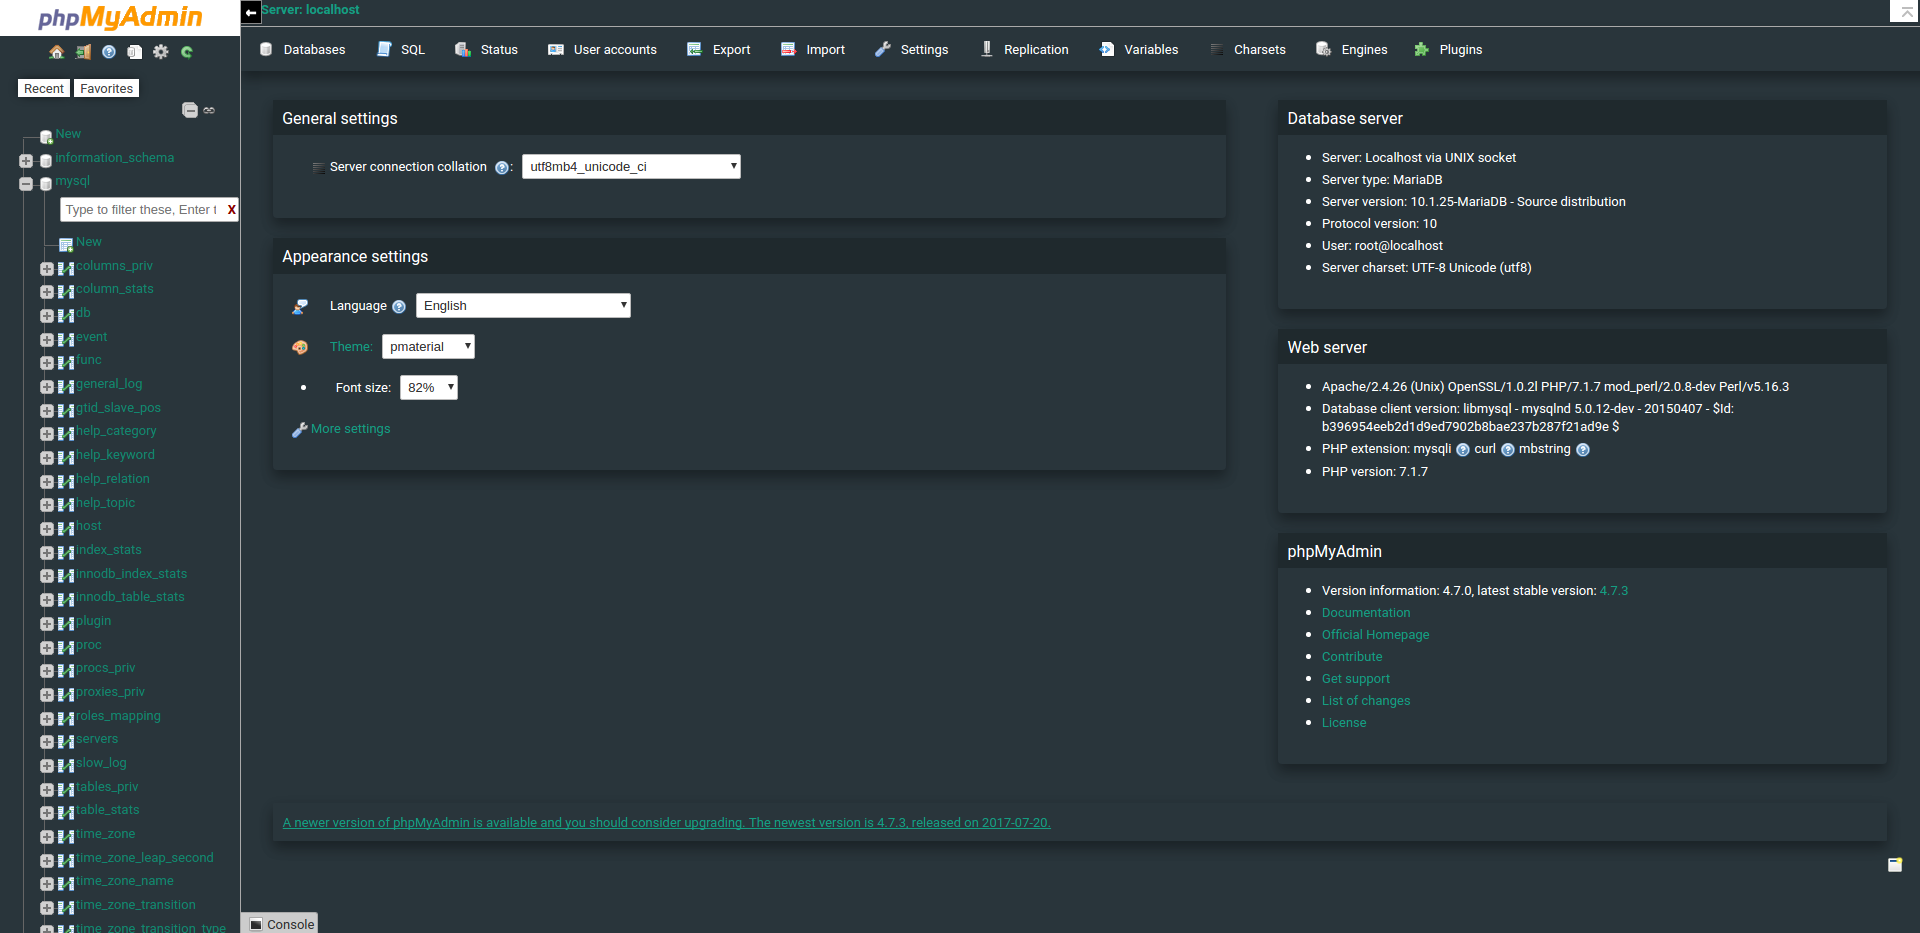 phpMyAdmin
Recent Favorites
New
information_schema
mysql
Type to filter these, Enter t X
New
columns_priv
column_stats
db
event
func
general_log
gtid_slave_pos
help_category
help_keyword
help_relation
help_topic
host
index_stats
innodb_index_stats
innodb_table_stats
plugin
proc
procs_priv
proxies_priv
roles_mapping
servers
slow_log
tables_priv
table_stats
time_zone
time_zone_leap_second
time_zone_name
time_zone_transition
time_zone_transition_type
Server: localhost
Databases SQL Status User accounts Export Import Settings Replication Variables Charsets Engines Plugins
General settings
Server connection collation : utf8mb4_unicode_ci
Appearance settings
Language English
Theme: pmaterial
Font size: 82%
More settings
Database server
Server: Localhost via UNIX socket
Server type: MariaDB
Server version: 10.1.25-MariaDB - Source distribution
Protocol version: 10
User: root@localhost
Server charset: UTF-8 Unicode (utf8)
Web server
Apache/2.4.26 (Unix) OpenSSL/1.0.2l PHP/7.1.7 mod_perl/2.0.8-dev Perl/v5.16.3
Database client version: libmysql - mysqlnd 5.0.12-dev - 20150407 - $Id:
b396954eeb2d1d9ed7902b8bae237b287f21ad9e $
PHP extension: mysqli curl mbstring
PHP version: 7.1.7
phpMyAdmin
Version information: 4.7.0, latest stable version: 4.7.3
Documentation
Official Homepage
Contribute
Get support
List of changes
License
A newer version of phpMyAdmin is available and you should consider upgrading. The newest version is 4.7.3, released on 2017-07-20.
Console